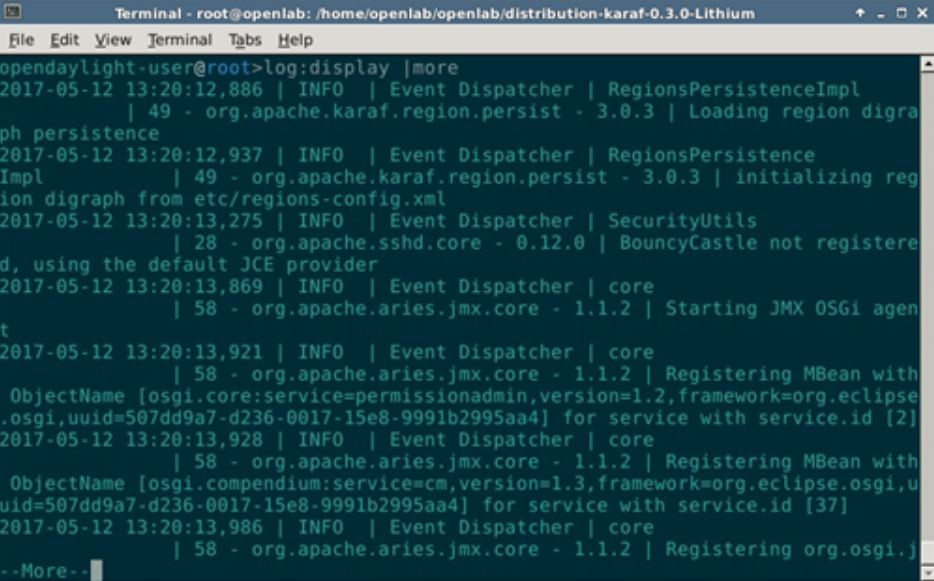 Terminal - root@openlab: /home/openlab/openlab/distribution-karaf-0.3.0-Lithium
File Edit View Terminal Tabs Help
opendaylight-user@root>log:display |more
2017-05-12 13:20:12,886 | INFO  | Event Dispatcher | RegionsPersistenceImpl
| 49 - org.apache.karaf.region.persist - 3.0.3 | Loading region digra
ph persistence
2017-05-12 13:20:12,937 | INFO  | Event Dispatcher | RegionsPersistence
Impl | 49 - org.apache.karaf.region.persist - 3.0.3 | initializing reg
ion digraph from etc/regions-config.xml
2017-05-12 13:20:13,275 | INFO  | Event Dispatcher | SecurityUtils
| 28 - org.apache.sshd.core - 0.12.0 | BouncyCastle not registere
d, using the default JCE provider
2017-05-12 13:20:13,869 | INFO  | Event Dispatcher | core
| 58 - org.apache.aries.jmx.core - 1.1.2 | Starting JMX OSGi agen
t
2017-05-12 13:20:13,921 | INFO  | Event Dispatcher | core
| 58 - org.apache.aries.jmx.core - 1.1.2 | Registering MBean with
ObjectName [osgi.core:service=permissionadmin,version=1.2,framework=org.eclipse
.osgi,uuid=507dd9a7-d236-0017-15e8-9991b2995aa4] for service with service.id [2]
2017-05-12 13:20:13,928 | INFO  | Event Dispatcher | core
| 58 - org.apache.aries.jmx.core - 1.1.2 | Registering MBean with
ObjectName [osgi.compendium:service=cm,version=1.3,framework=org.eclipse.osgi,u
uid=507dd9a7-d236-0017-15e8-9991b2995aa4] for service with service.id [37]
2017-05-12 13:20:13,986 | INFO  | Event Dispatcher | core
| 58 - org.apache.aries.jmx.core - 1.1.2 | Registering org.osgi.j
--More--